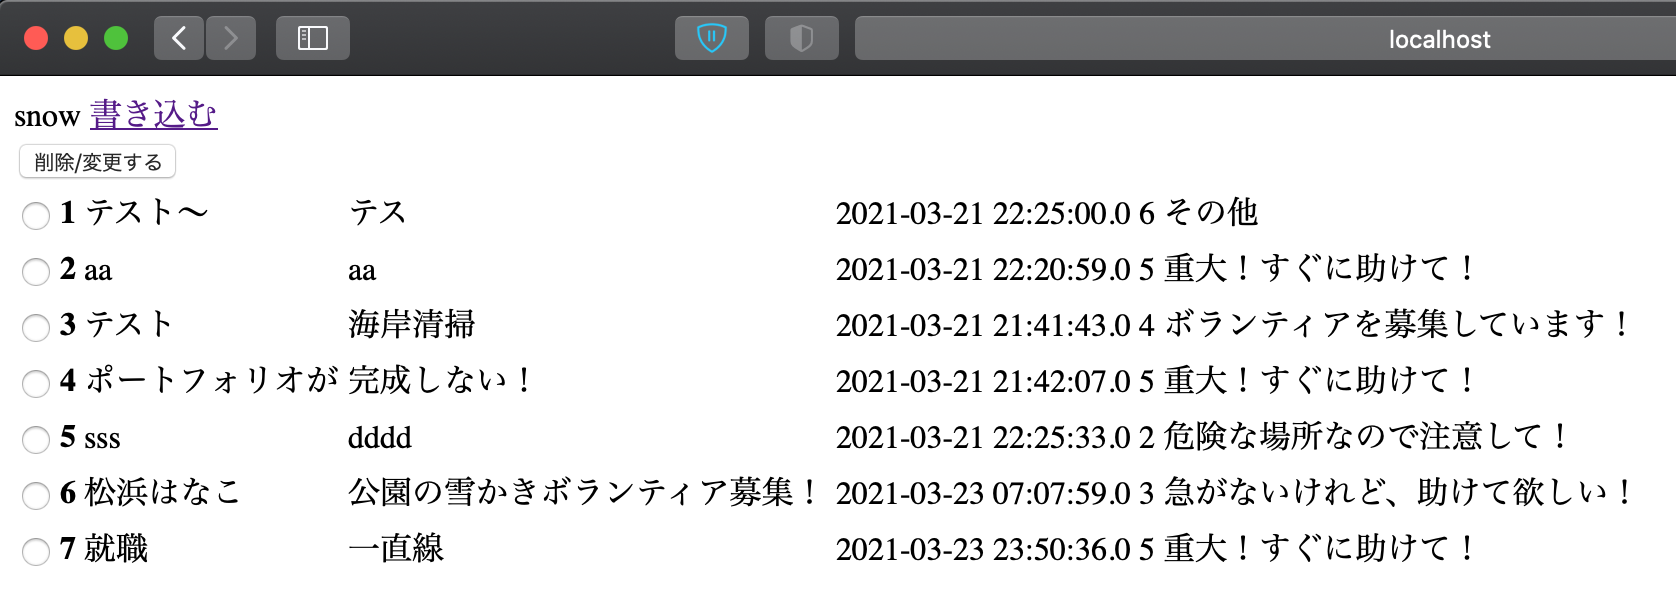 localhost
snow 書き込む
削除/変更する
1 テスト〜 テス 2021-03-21 22:25:00.0 6 その他
2 aa aa 2021-03-21 22:20:59.0 5 重大！すぐに助けて！
3 テスト 海岸清掃 2021-03-21 21:41:43.0 4 ボランティアを募集しています！
4 ポートフォリオが 完成しない！ 2021-03-21 21:42:07.0 5 重大！すぐに助けて！
5 sss dddd 2021-03-21 22:25:33.0 2 危険な場所なので注意して！
6 松浜はなこ 公園の雪かきボランティア募集！ 2021-03-23 07:07:59.0 3 急がないけれど、助けて欲しい！
7 就職 一直線 2021-03-23 23:50:36.0 5 重大！すぐに助けて！